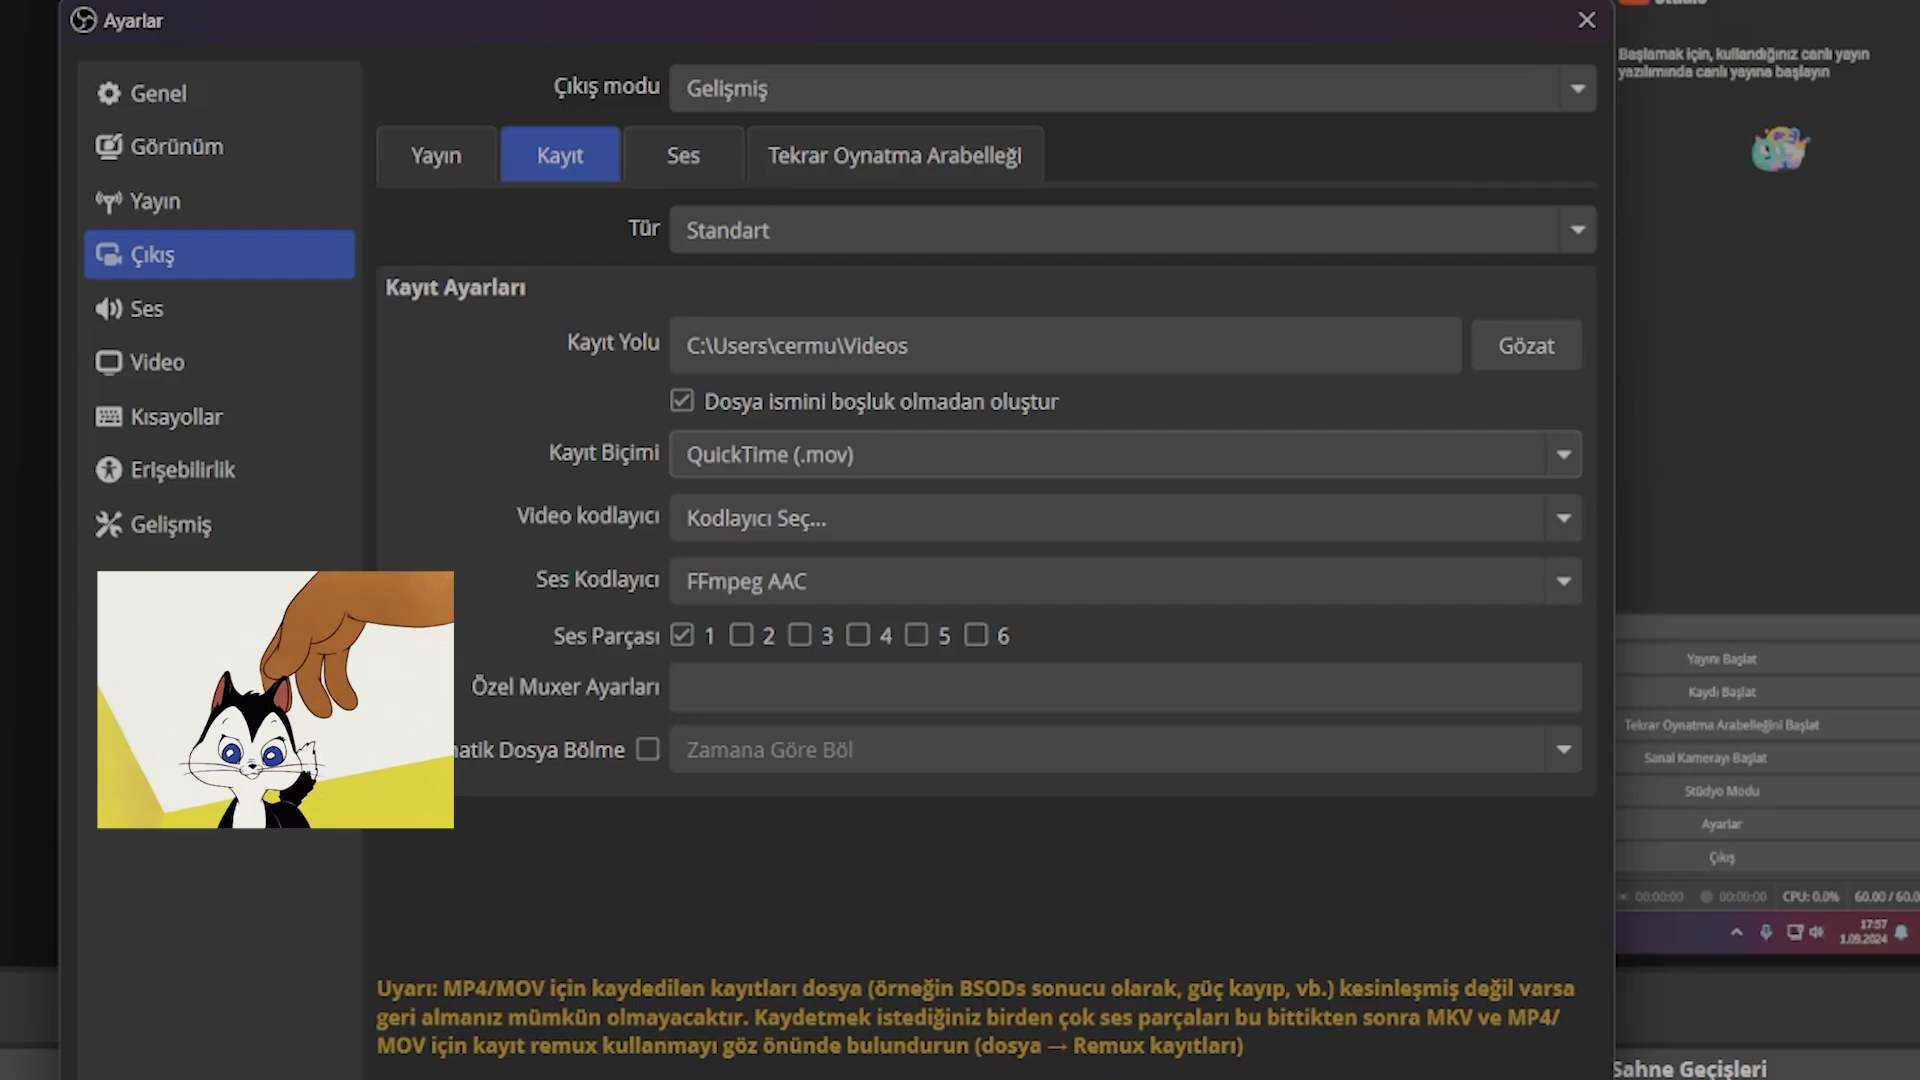 Ayarlar
Genel
Görünüm
Yayın
Çıkış
Ses
Video
Kısayollar
Erişebilirlik
Gelişmiş
Çıkış modu
Gelişmiş
Yayın
Kayıt
Ses
Tekrar Oynatma Arabelleği
Tür
Standart
Kayıt Ayarları
Kayıt Yolu
C:\Users\cermu\Videos
Gözat
Dosya ismini boşluk olmadan oluştur
Kayıt Biçimi
QuickTime (.mov)
Video kodlayıcı
Kodlayıcı Seç...
Ses Kodlayıcı
FFmpeg AAC
Ses Parçası
1 2 3 4 5 6
Özel Muxer Ayarları
Dosya Bölme
Zamana Göre Böl
Uyarı: MP4/MOV için kaydedilen kayıtları dosya (örneğin BSODs sonucu olarak, güç kayıp, vb.) kesinleşmiş değil varsa
geri almanız mümkün olmayacaktır. Kaydetmek istediğiniz birden çok ses parçaları bu bittikten sonra MKV ve MP4/
MOV için kayıt remux kullanmayı göz önünde bulundurun (dosya → Remux kayıtları)
Başlamak için, kullandığınız canlı yayın
yazılımında canlı yayına başlayın
Yayını Başlat
Kaydı Başlat
Tekrar Oynatma Arabelleğini Başlat
Sanal Kamerayı Başlat
Stüdyo Modu
Ayarlar
Çıkış
00:00:00
00:00:00
CPU: 0.0%
60.00 / 60.0
17:57
1.09.2024
Sahne Geçişleri